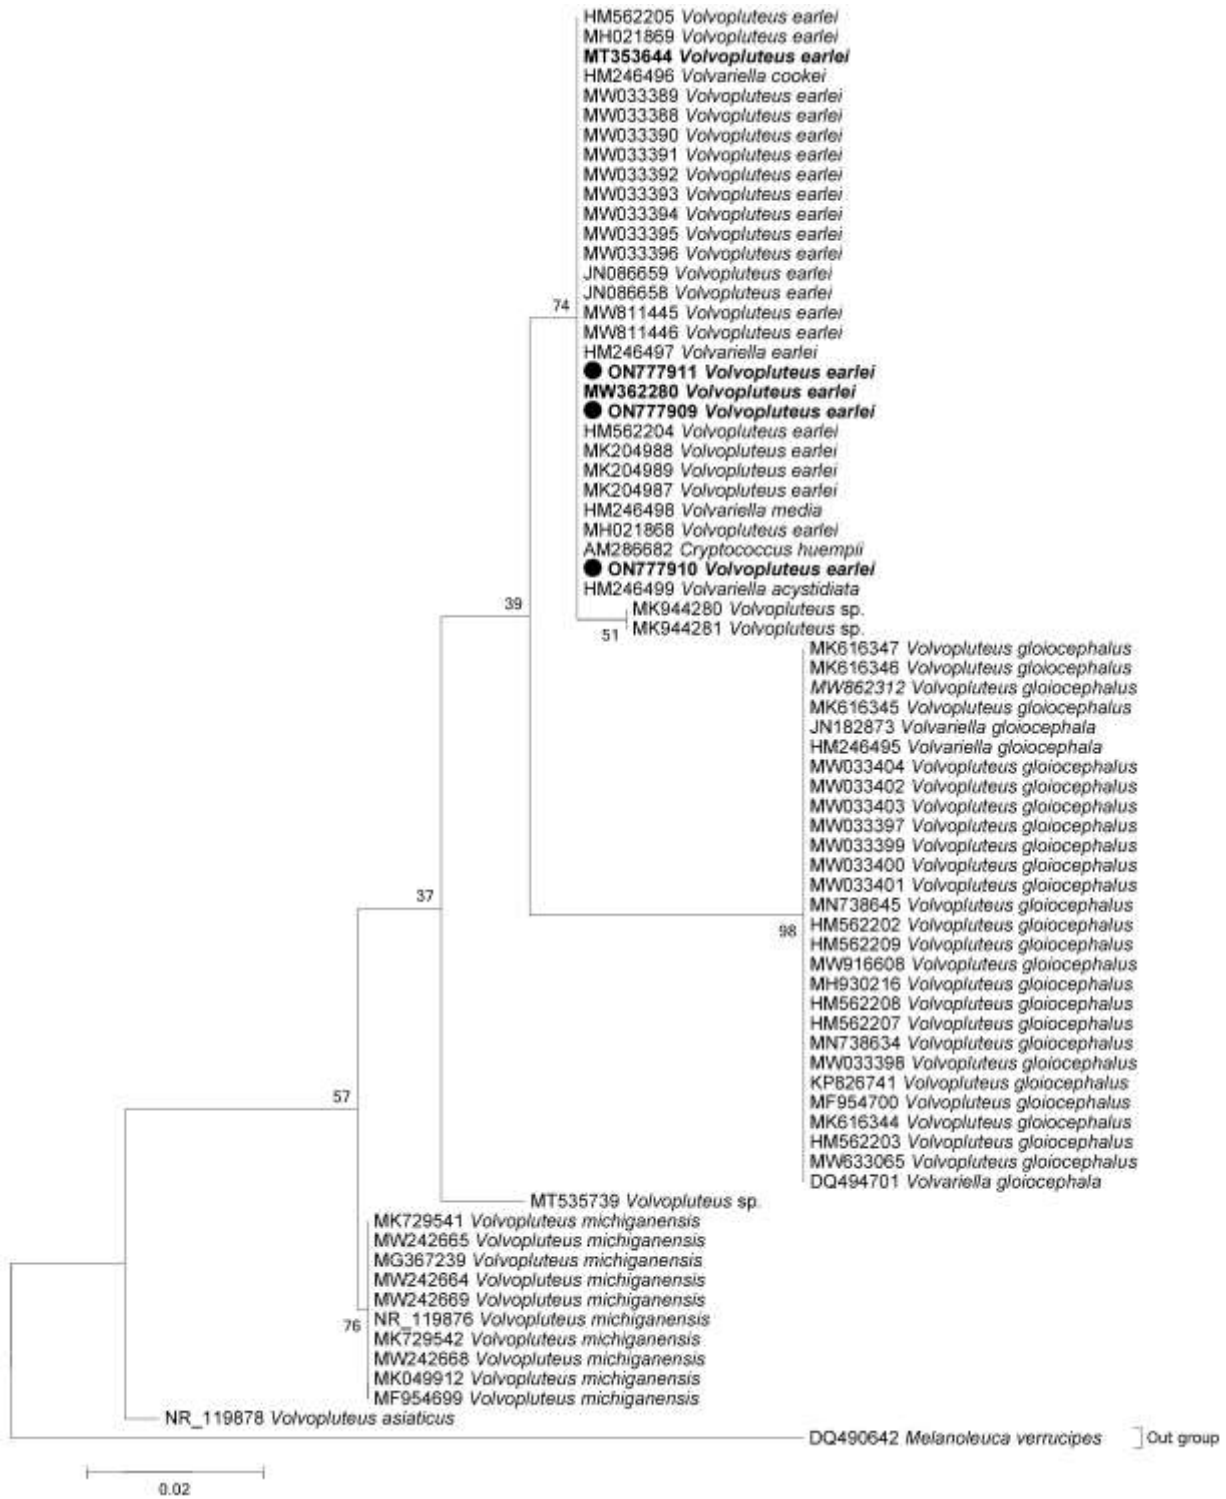 HM562205 Volvopluteus earlei
MH021869 Volvopluteus earlei
MT353644 Volvopluteus earlei
HM246496 Volvariella cookei
MW033389 Volvopluteus earlei
MW033388 Volvopluteus earlei
MW033390 Volvopluteus earlei
MW033391 Volvopluteus earlei
MW033392 Volvopluteus earlei
MW033393 Volvopluteus earlei
MW033394 Volvopluteus earlei
MW033395 Volvopluteus earlei
MW033396 Volvopluteus earlei
JN086659 Volvopluteus earlei
JN086658 Volvopluteus earlei
74
MW811445 Volvopluteus earlei
MW811446 Volvopluteus earlei
HM246497 Volvariella earlei
ON777911 Volvopluteus earlei
MW362280 Volvopluteus earlei
ON777909 Volvopluteus earlei
HM562204 Volvopluteus earlei
MK204988 Volvopluteus earlei
MK204989 Volvopluteus earlei
MK204987 Volvopluteus earlei
HM246498 Volvariella media
MH021868 Volvopluteus earlei
AM286682 Cryptococcus huempii
ON777910 Volvopluteus earlei
HM246499 Volvariella acystidiata
39
MK944280 Volvopluteus sp.
51
MK944281 Volvopluteus sp.
MK616347 Volvopluteus gloiocephalus
MK616346 Volvopluteus gloiocephalus
MW862312 Volvopluteus gloiocephalus
MK616345 Volvopluteus gloiocephalus
JN182873 Volvariella gloiocephala
HM246495 Volvariella gloiocephala
MW033404 Volvopluteus gloiocephalus
MW033402 Volvopluteus gloiocephalus
MW033403 Volvopluteus gloiocephalus
MW033397 Volvopluteus gloiocephalus
MW033399 Volvopluteus gloiocephalus
MW033400 Volvopluteus gloiocephalus
MW033401 Volvopluteus gloiocephalus
37
MN738645 Volvopluteus gloiocephalus
HM562202 Volvopluteus gloiocephalus
98
HM562209 Volvopluteus gloiocephalus
MW916608 Volvopluteus gloiocephalus
MH930216 Volvopluteus gloiocephalus
HM562208 Volvopluteus gloiocephalus
HM562207 Volvopluteus gloiocephalus
MN738634 Volvopluteus gloiocephalus
MW033398 Volvopluteus gloiocephalus
KP826741 Volvopluteus gloiocephalus
57
MF954700 Volvopluteus gloiocephalus
MK616344 Volvopluteus gloiocephalus
HM562203 Volvopluteus gloiocephalus
MW633065 Volvopluteus gloiocephalus
DQ494701 Volvariella gloiocephala
MT535739 Volvopluteus sp.
MK729541 Volvopluteus michiganensis
MW242665 Volvopluteus michiganensis
MG367239 Volvopluteus michiganensis
MW242664 Volvopluteus michiganensis
MW242669 Volvopluteus michiganensis
NR_119876 Volvopluteus michiganensis
76
MK729542 Volvopluteus michiganensis
MW242668 Volvopluteus michiganensis
MK049912 Volvopluteus michiganensis
MF954699 Volvopluteus michiganensis
NR_119878 Volvopluteus asiaticus
DQ490642 Melanoleuca verrucipes Out group
0.02